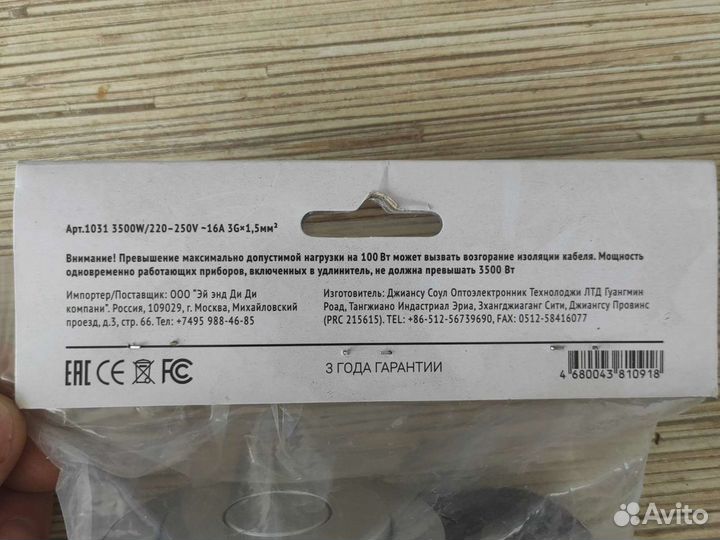 Арт.1031 3500W/220-250V ~16A 3G×1,5мм²
Внимание! Превышение максимально допустимой нагрузки на 100 Вт может вызвать возгорание изоляции кабеля. Мощность
одновременно работающих приборов, включенных в удлинитель, не должна превышать 3500 Вт
Импортер/Поставщик: ООО "Эй энд Ди Ди
компани". Россия, 109029, г. Москва, Михайловский
проезд, д.3, стр. 66. Тел: +7495 988-46-85
Изготовитель: Джиансу Соул Оптоэлектроник Технолоджи ЛТД Гуангмин
Роад, Тангжиано Индастриал Эриа, Зхангджиаганг Сити, Джиангсу Провинс
(PRC 215615). TEL: +86-512-56739690, FAX: 0512-58416077
EAC CE FC
3 ГОДА ГАРАНТИИ
4 680043 810918
Avito